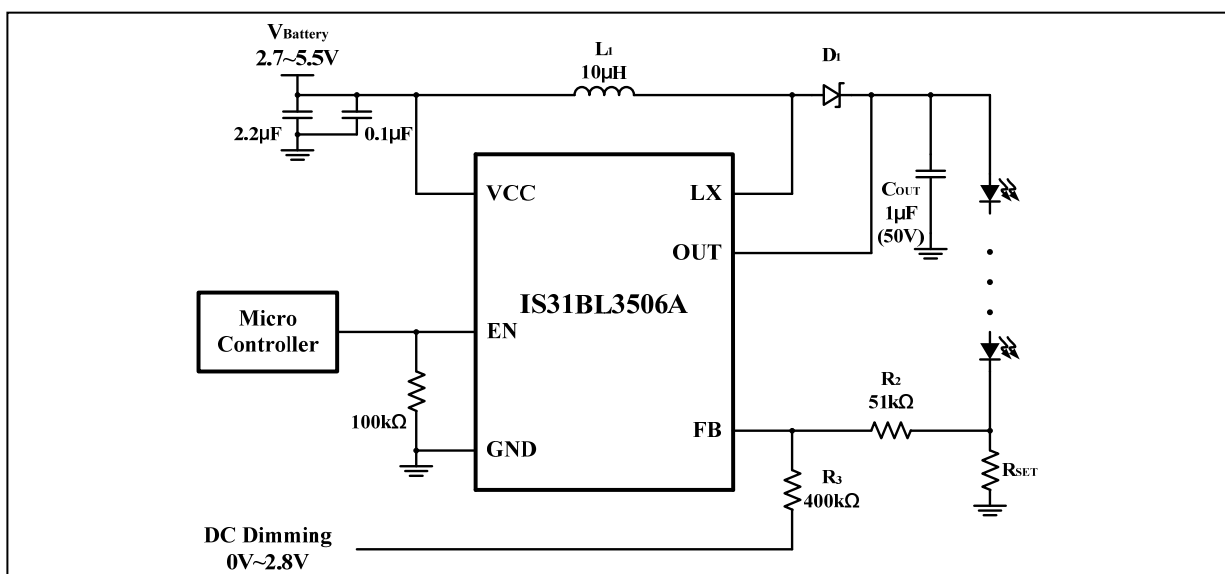 VBattery
2.7~5.5V
L1
10μH
D1
2.2μF
0.1μF
VCC
LX
COUT
1μF
(50V)
OUT
IS31BL3506A
Micro
Controller
EN
R2
51kΩ
100kΩ
FB
GND
RSET
R3
400kΩ
DC Dimming
0V~2.8V